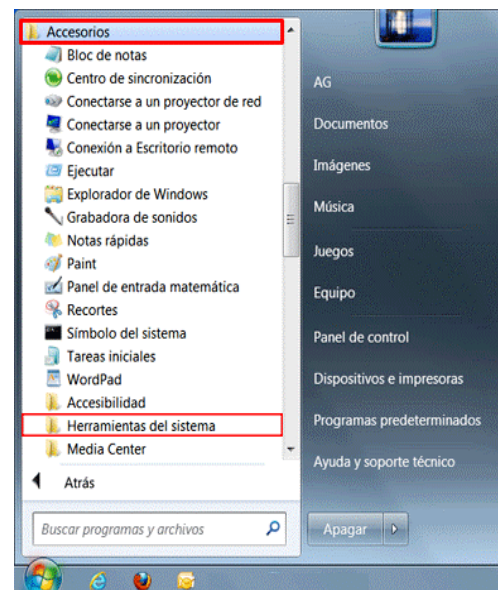 Accesorios
Bloc de notas
Centro de sincronización
Conectarse a un proyector de red
Conectarse a un proyector
Conexión a Escritorio remoto
Ejecutar
Explorador de Windows
Grabadora de sonidos
Notas rápidas
Paint
Panel de entrada matemática
Recortes
Símbolo del sistema
Tareas iniciales
WordPad
Accesibilidad
Herramientas del sistema
Media Center
Atrás
Buscar programas y archivos
AG
Documentos
Imágenes
Música
Juegos
Equipo
Panel de control
Dispositivos e impresoras
Programas predeterminados
Ayuda y soporte técnico
Apagar